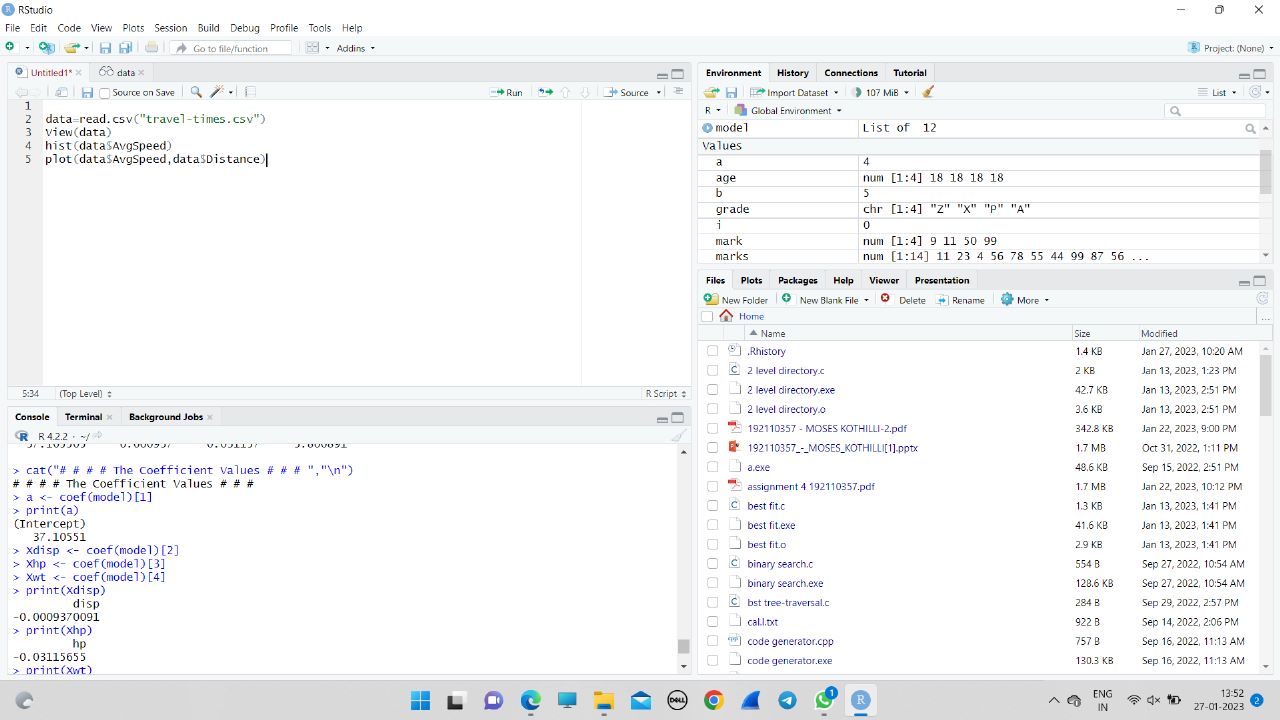 RStudio
File Edit Code View Plots Session Build Debug Profile Tools Help
Go to file/function Addins Project: (None)
Untitled1* data
Source on Save Run Source
1
2 data=read.csv("travel-times.csv")
3 View(data)
4 hist(data$AvgSpeed)
5 plot(data$AvgSpeed,data$Distance)
5:34 (Top Level) R Script
Console Terminal Background Jobs
R 4.2.2 · ~/
37.105505 -0.000937 -0.031157 -3.800891
> cat("# # # # The Coefficient Values # # # ","\n")
# # # # The Coefficient Values # # #
> a <- coef(model)[1]
> print(a)
(Intercept)
37.10551
> Xdisp <- coef(model)[2]
> Xhp <- coef(model)[3]
> Xwt <- coef(model)[4]
> print(Xdisp)
disp
-0.0009370091
> print(Xhp)
hp
-0.03115655
> print(Xwt)
Environment History Connections Tutorial
Import Dataset 107 MiB List
R Global Environment
model List of 12
Values
a 4
age num [1:4] 18 18 18 18
b 5
grade chr [1:4] "Z" "X" "P" "A"
i 0
mark num [1:4] 9 11 50 99
marks num [1:14] 11 23 4 56 78 55 44 99 87 56 ...
Files Plots Packages Help Viewer Presentation
New Folder New Blank File Delete Rename More
Home ...
Name Size Modified
.Rhistory 1.4 KB Jan 27, 2023, 10:20 AM
2 level directory.c 2 KB Jan 13, 2023, 1:23 PM
2 level directory.exe 42.7 KB Jan 13, 2023, 2:51 PM
2 level directory.o 3.6 KB Jan 13, 2023, 2:51 PM
192110357 - MOSES KOTHILLI-2.pdf 342.8 KB Jan 23, 2023, 9:00 PM
192110357_-_MOSES_KOTHILLI[1].pptx 1.7 MB Oct 31, 2022, 1:11 PM
a.exe 48.6 KB Sep 13, 2022, 2:51 PM
assignment 4 192110357.pdf 1.7 MB Jan 22, 2023, 10:12 PM
best fit.c 1.3 KB Jan 13, 2023, 1:41 PM
best fit.exe 41.6 KB Jan 13, 2023, 1:41 PM
best fit.o 2.9 KB Jan 13, 2023, 1:41 PM
binary search.c 554 B Sep 27, 2022, 10:54 AM
binary search.exe 128.6 KB Sep 27, 2022, 10:54 AM
bst tree-traversal.c 284 B Sep 29, 2022, 2:57 PM
cal.l.txt 922 B Sep 14, 2022, 2:06 PM
code generator.cpp 757 B Sep 16, 2022, 11:13 AM
code generator.exe 130.3 KB Sep 16, 2022, 11:13 AM
DELL 1 R ENG IN 13:52 27-01-2023 2